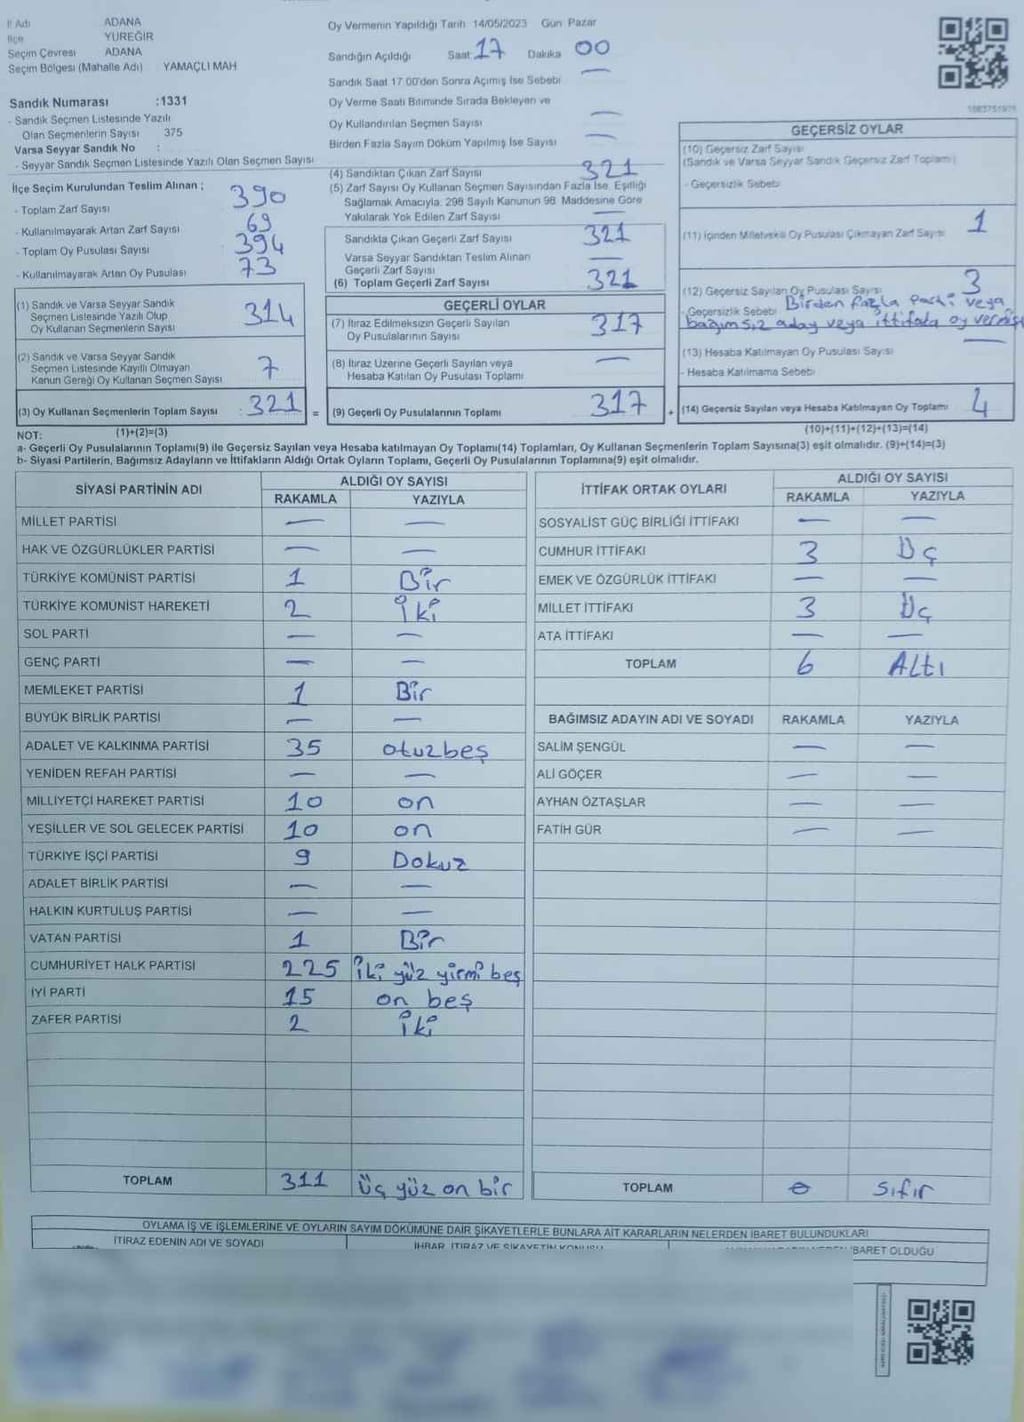 İl Adı ADANA
İlçe YÜREĞİR
Seçim Çevresi ADANA
Seçim Bölgesi (Mahalle Adı) YAMAÇLI MAH
Sandık Numarası :1331
- Sandık Seçmen Listesinde Yazılı
Olan Seçmenlerin Sayısı 375
Varsa Seyyar Sandık No :
- Seyyar Sandık Seçmen Listesinde Yazılı Olan Seçmen Sayısı
İlçe Seçim Kurulundan Teslim Alınan ;
- Toplam Zarf Sayısı 390
- Kullanılmayarak Artan Zarf Sayısı 69
- Toplam Oy Pusulası Sayısı 394
- Kullanılmayarak Artan Oy Pusulası 73
(1) Sandık ve Varsa Seyyar Sandık
Seçmen Listesinde Yazılı Olup
Oy Kullanan Seçmenlerin Sayısı 314
(2) Sandık ve Varsa Seyyar Sandık
Seçmen Listesinde Kayıtlı Olmayan
Kanun Gereği Oy Kullanan Seçmen Sayısı 7
(3) Oy Kullanan Seçmenlerin Toplam Sayısı : 321 =
Oy Vermenin Yapıldığı Tarih 14/05/2023 Gün Pazar
Sandığın Açıldığı Saat 17 Dakika 00
Sandık Saat 17:00'den Sonra Açımış İse Sebebi —
Oy Verme Saati Bitiminde Sırada Bekleyen ve
Oy Kullandırılan Seçmen Sayısı —
Birden Fazla Sayım Döküm Yapılmış İse Sayısı —
(4) Sandıktan Çıkan Zarf Sayısı 321
(5) Zarf Sayısı Oy Kullanan Seçmen Sayısından Fazla İse, Eşitliği
Sağlamak Amacıyla, 298 Sayılı Kanunun 98. Maddesine Göre
Yakılarak Yok Edilen Zarf Sayısı —
Sandıkta Çıkan Geçerli Zarf Sayısı 321
Varsa Seyyar Sandıktan Teslim Alınan
Geçerli Zarf Sayısı —
(6) Toplam Geçerli Zarf Sayısı 321
GEÇERLİ OYLAR
(7) İtiraz Edilmeksizin Geçerli Sayılan
Oy Pusulalarının Sayısı 317
(8) İtiraz Üzerine Geçerli Sayılan veya
Hesaba Katılan Oy Pusulası Toplamı —
(9) Geçerli Oy Pusulalarının Toplamı 317 +
GEÇERSİZ OYLAR
(10) Geçersiz Zarf Sayısı
(Sandık ve Varsa Seyyar Sandık Geçersiz Zarf Toplamı)
- Geçersizlik Sebebi
(11) İçinden Milletvekili Oy Pusulası Çıkmayan Zarf Sayısı 1
(12) Geçersiz Sayılan Oy Pusulası Sayısı 3
- Geçersizlik Sebebi Birden fazla parti veya
bağımsız aday veya ittifaka oy vermiş
(13) Hesaba Katılmayan Oy Pusulası Sayısı —
- Hesaba Katılmama Sebebi
(14) Geçersiz Sayılan veya Hesaba Katılmayan Oy Toplamı 4
NOT: (1)+(2)=(3) (10)+(11)+(12)+(13)=(14)
a- Geçerli Oy Pusulalarının Toplamı(9) ile Geçersiz Sayılan veya Hesaba katılmayan Oy Toplamı(14) Toplamları, Oy Kullanan Seçmenlerin Toplam Sayısına(3) eşit olmalıdır. (9)+(14)=(3)
b- Siyasi Partilerin, Bağımsız Adayların ve İttifakların Aldığı Ortak Oyların Toplamı, Geçerli Oy Pusulalarının Toplamına(9) eşit olmalıdır.
SİYASİ PARTİNİN ADI ALDIĞI OY SAYISI
RAKAMLA YAZIYLA
MİLLET PARTİSİ — —
HAK VE ÖZGÜRLÜKLER PARTİSİ — —
TÜRKİYE KOMÜNİST PARTİSİ 1 Bir
TÜRKİYE KOMÜNİST HAREKETİ 2 iki
SOL PARTİ — —
GENÇ PARTİ — —
MEMLEKET PARTİSİ 1 Bir
BÜYÜK BİRLİK PARTİSİ — —
ADALET VE KALKINMA PARTİSİ 35 otuzbeş
YENİDEN REFAH PARTİSİ — —
MİLLİYETÇİ HAREKET PARTİSİ 10 on
YEŞİLLER VE SOL GELECEK PARTİSİ 10 on
TÜRKİYE İŞÇİ PARTİSİ 9 Dokuz
ADALET BİRLİK PARTİSİ — —
HALKIN KURTULUŞ PARTİSİ — —
VATAN PARTİSİ 1 Bir
CUMHURİYET HALK PARTİSİ 225 iki yüz yirmi beş
İYİ PARTİ 15 on beş
ZAFER PARTİSİ 2 iki
TOPLAM 311 üç yüz on bir
İTTİFAK ORTAK OYLARI ALDIĞI OY SAYISI
RAKAMLA YAZIYLA
SOSYALİST GÜÇ BİRLİĞİ İTTİFAKI — —
CUMHUR İTTİFAKI 3 Üç
EMEK VE ÖZGÜRLÜK İTTİFAKI — —
MİLLET İTTİFAKI 3 Üç
ATA İTTİFAKI — —
TOPLAM 6 Altı
BAĞIMSIZ ADAYIN ADI VE SOYADI RAKAMLA YAZIYLA
SALİM ŞENGÜL — —
ALİ GÖÇER — —
AYHAN ÖZTAŞLAR — —
FATİH GÜR — —
TOPLAM 0 Sıfır
OYLAMA İŞ VE İŞLEMLERİNE VE OYLARIN SAYIM DÖKÜMÜNE DAİR ŞİKAYETLERLE BUNLARA AİT KARARLARIN NELERDEN İBARET BULUNDUKLARI
İTİRAZ EDENİN ADI VE SOYADI İHBAR, İTİRAZ VE ŞİKAYETİN KONUSU İBARET OLDUĞU